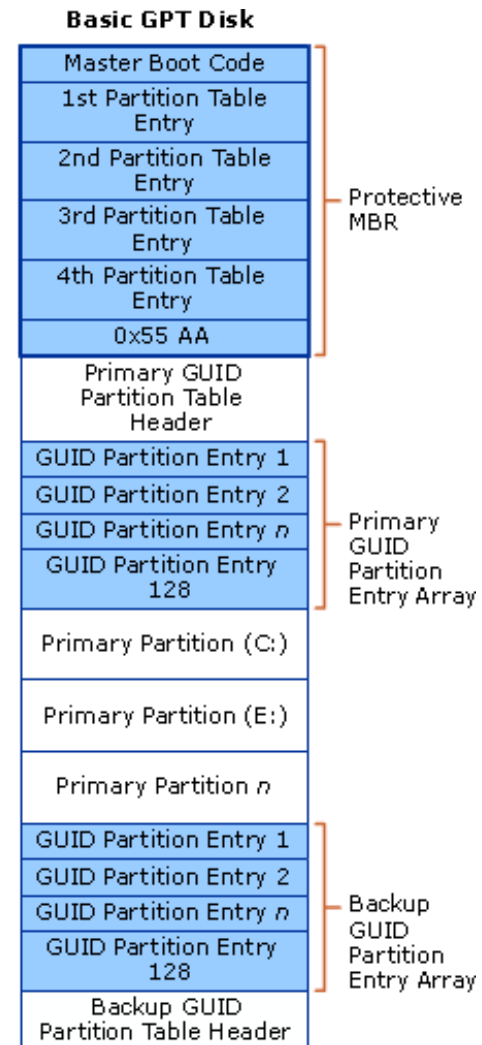 Basic GPT Disk
Master Boot Code
1st Partition Table
Entry
2nd Partition Table
Entry
3rd Partition Table
Entry
4th Partition Table
Entry
0x55 AA
Protective
MBR
Primary GUID
Partition Table
Header
GUID Partition Entry 1
GUID Partition Entry 2
GUID Partition Entry n
GUID Partition Entry
128
Primary
GUID
Partition
Entry Array
Primary Partition (C:)
Primary Partition (E:)
Primary Partition n
GUID Partition Entry 1
GUID Partition Entry 2
GUID Partition Entry n
GUID Partition Entry
128
Backup
GUID
Partition
Entry Array
Backup GUID
Partition Table Header